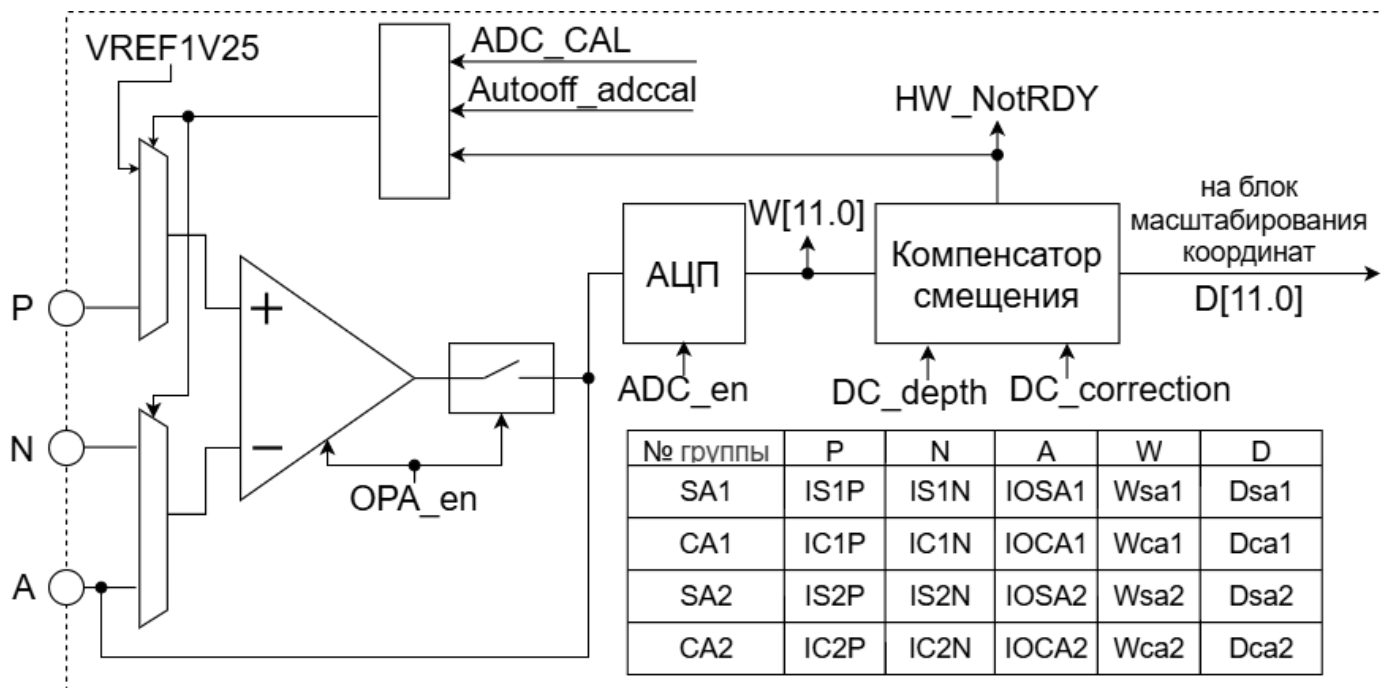 VREF1V25
ADC_CAL
Autooff_adccal
HW_NotRDY
P
N
A
+
−
OPA_en
АЦП
ADC_en
W[11.0]
Компенсатор
смещения
DC_depth
DC_correction
на блок
масштабирования
координат
D[11.0]
№ группы P N A W D
SA1 IS1P IS1N IOSA1 Wsa1 Dsa1
CA1 IC1P IC1N IOCA1 Wca1 Dca1
SA2 IS2P IS2N IOSA2 Wsa2 Dsa2
CA2 IC2P IC2N IOCA2 Wca2 Dca2